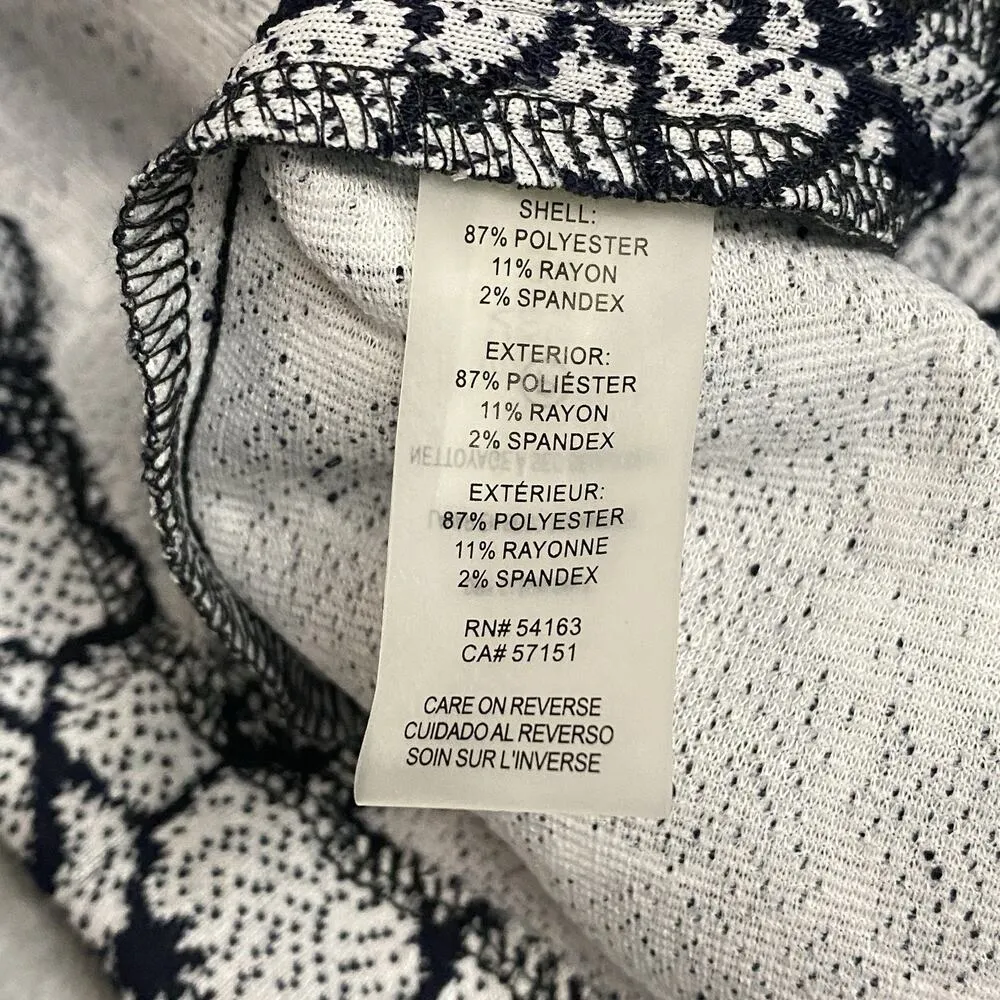 SHELL:
87% POLYESTER
11% RAYON
2% SPANDEX
EXTERIOR:
87% POLIÉSTER
11% RAYON
2% SPANDEX
NETTOYAGE
EXTÉRIEUR:
87% POLYESTER
11% RAYONNE
2% SPANDEX
RN# 54163
CA# 57151
CARE ON REVERSE
CUIDADO AL REVERSO
SOIN SUR L'INVERSE